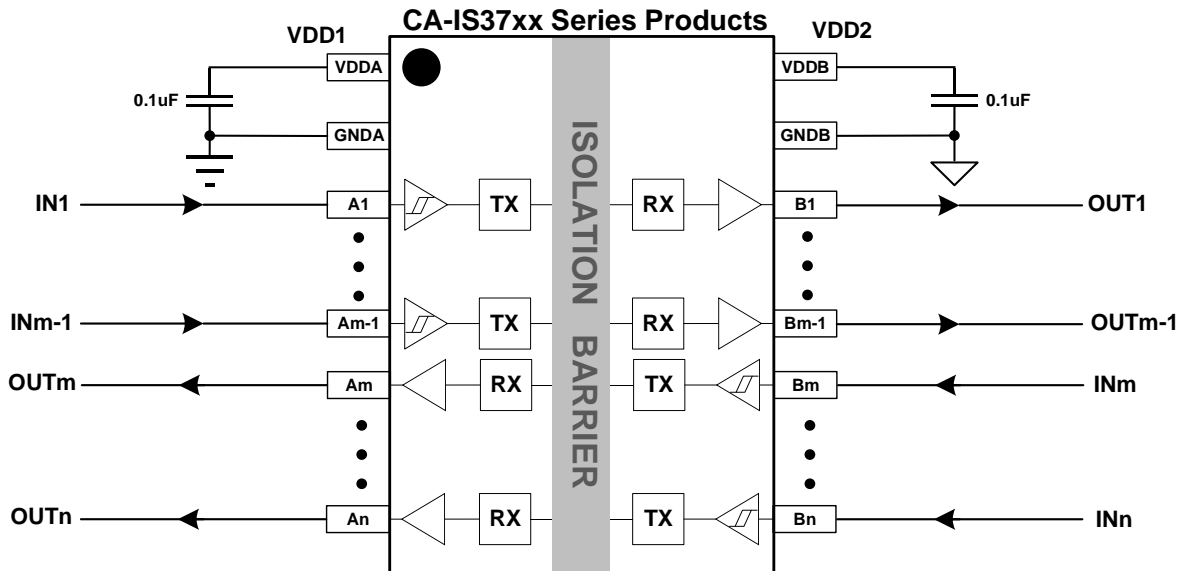 CA-IS37xx Series Products
VDD1
VDD2
VDDA
VDDB
0.1uF
0.1uF
GNDA
GNDB
ISOLATION BARRIER
IN1
A1
TX
RX
B1
OUT1
INm-1
Am-1
TX
RX
Bm-1
OUTm-1
OUTm
Am
RX
TX
Bm
INm
OUTn
An
RX
TX
Bn
INn